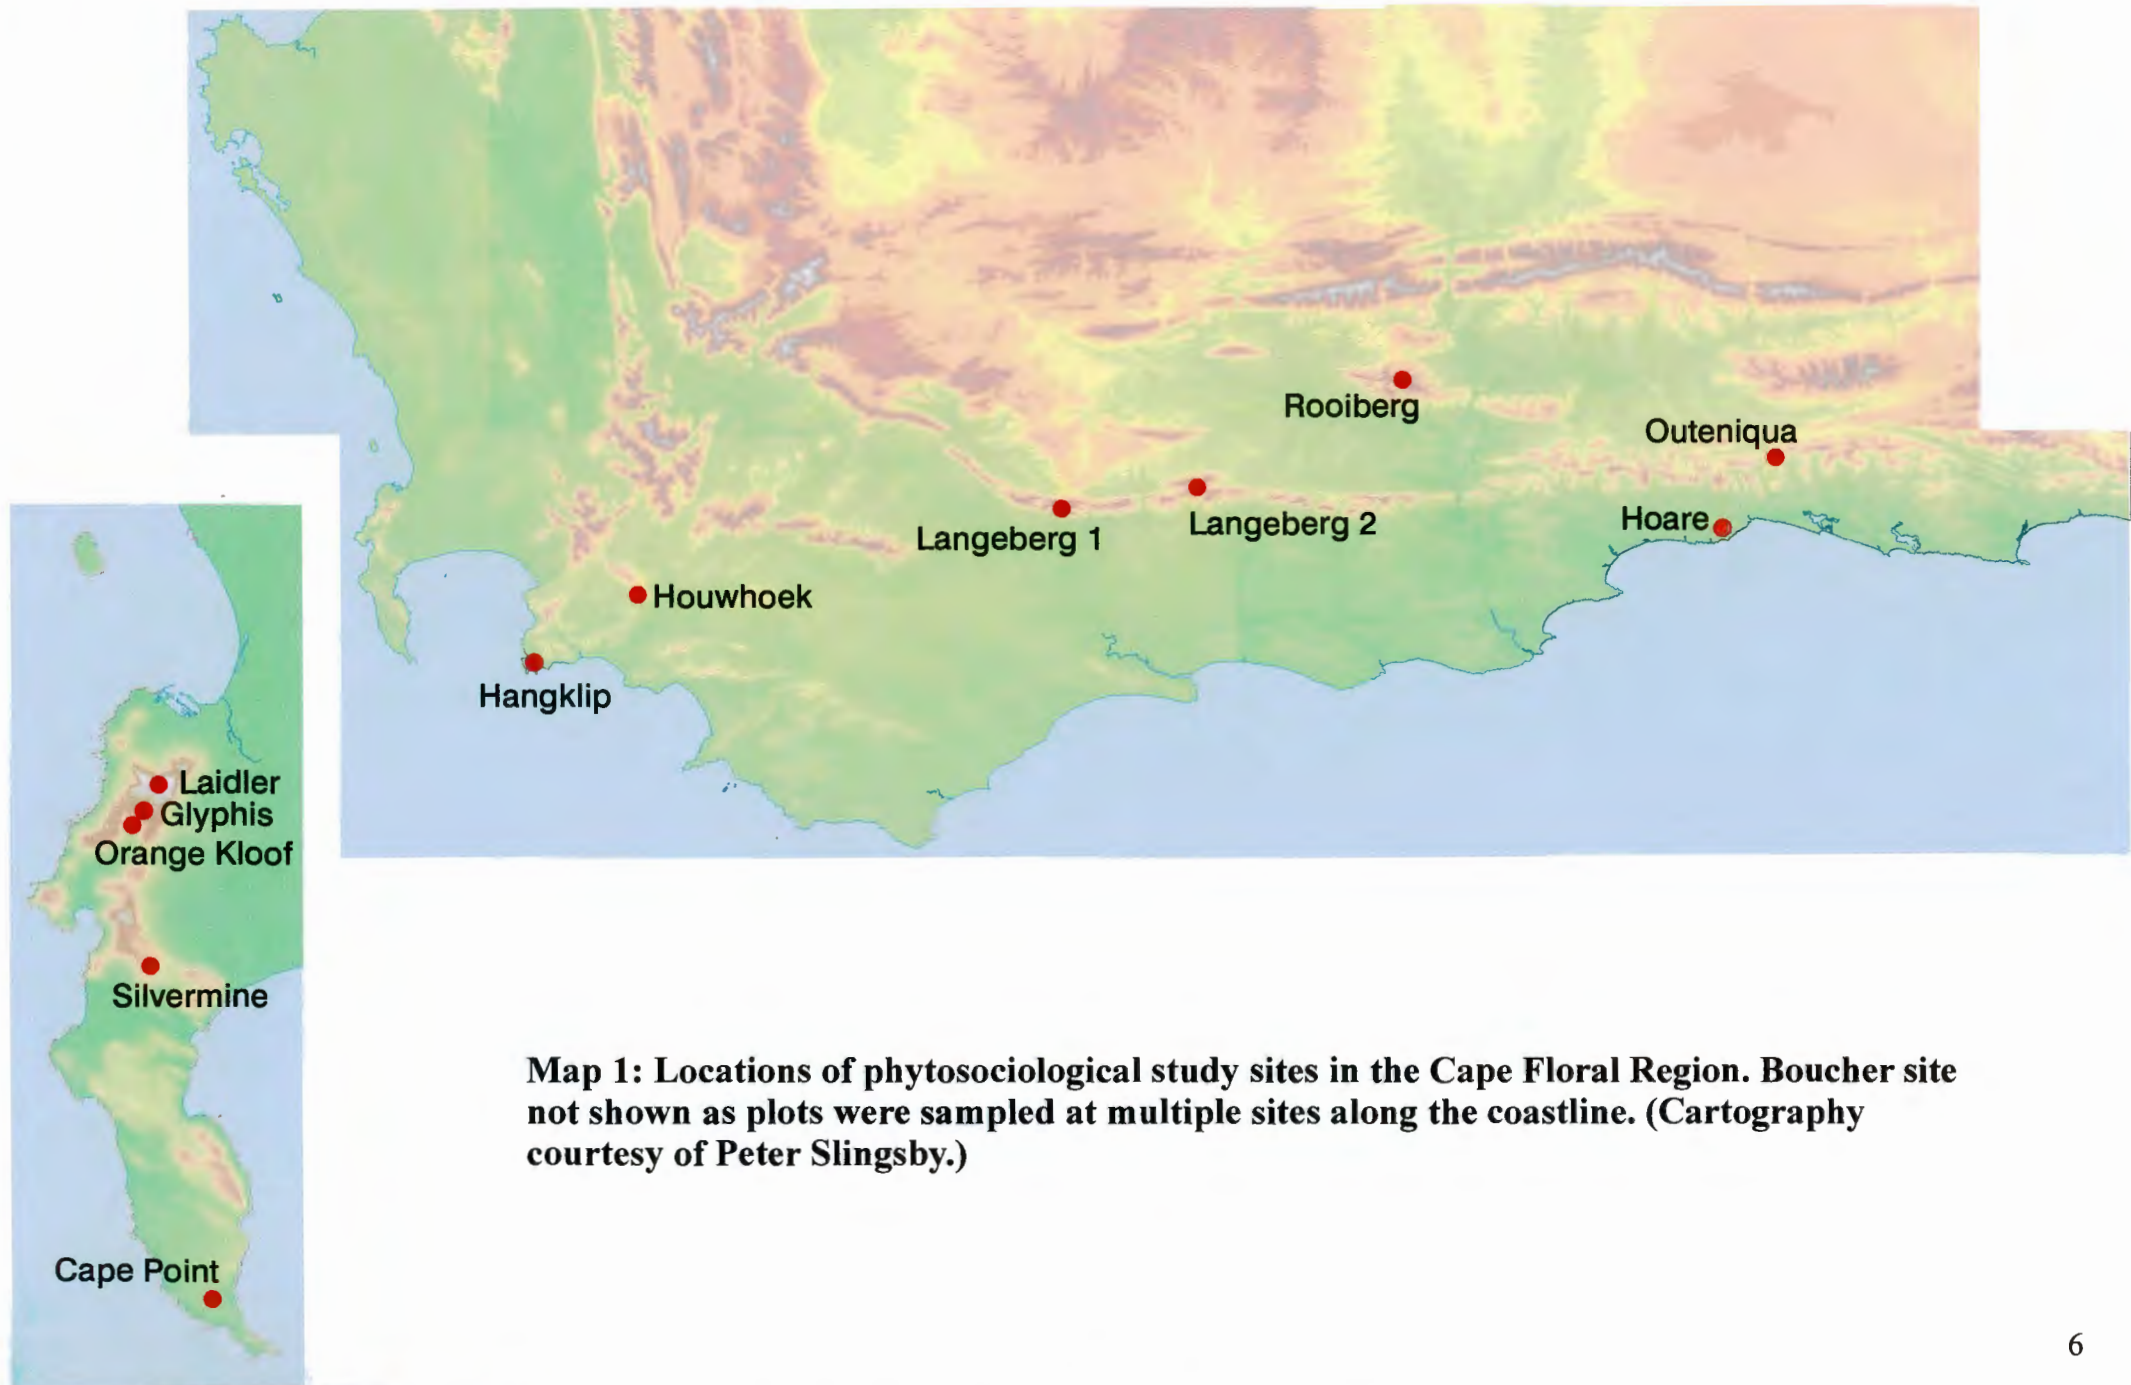 Rooiberg
Outeniqua
Langeberg 1
Langeberg 2
Hoare
Houwhoek
Hangklip
Laidler
Glyphis
Orange Kloof
Silvermine
Cape Point
Map 1: Locations of phytosociological study sites in the Cape Floral Region. Boucher site
not shown as plots were sampled at multiple sites along the coastline. (Cartography
courtesy of Peter Slingsby.)
6